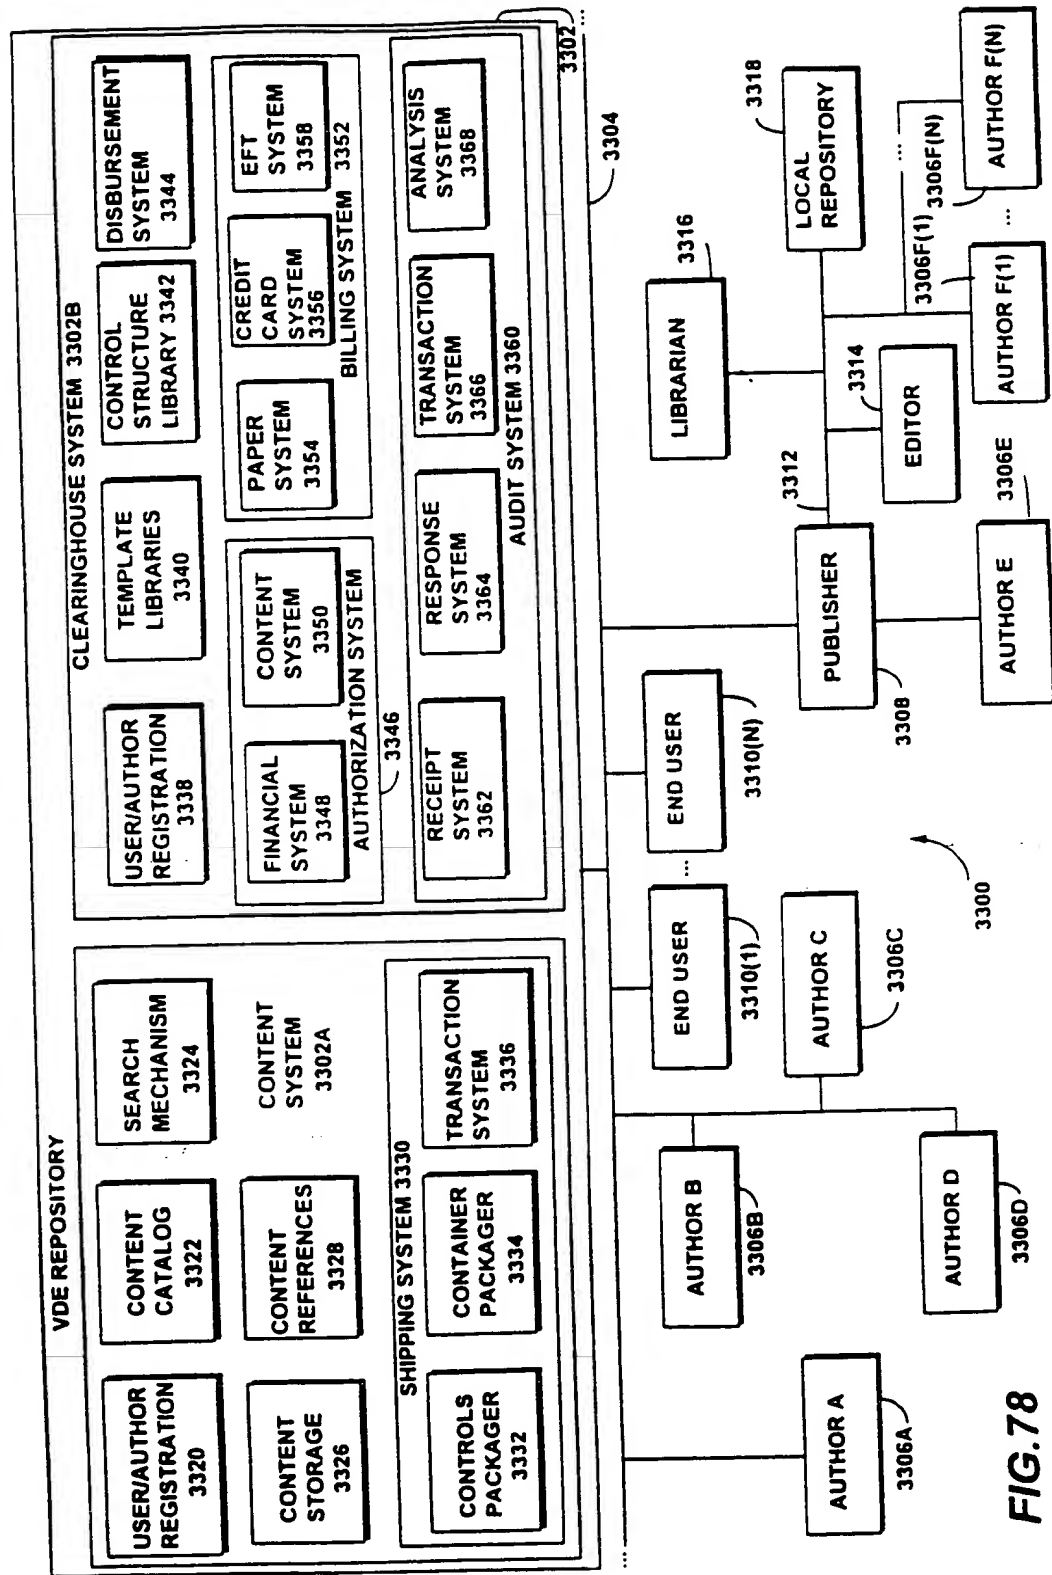 VDE REPOSITORY
USER/AUTHOR
REGISTRATION
3320
CONTENT
CATALOG
3322
SEARCH
MECHANISM
3324
CONTENT
STORAGE
3326
CONTENT
REFERENCES
3328
CONTENT
SYSTEM
3302A
SHIPPING SYSTEM 3330
CONTROLS
PACKAGER
3332
CONTAINER
PACKAGER
3334
TRANSACTION
SYSTEM
3336
CLEARINGHOUSE SYSTEM 3302B
USER/AUTHOR
REGISTRATION
3338
TEMPLATE
LIBRARIES
3340
CONTROL
STRUCTURE
LIBRARY 3342
DISBURSEMENT
SYSTEM
3344
FINANCIAL
SYSTEM
3348
CONTENT
SYSTEM
3350
AUTHORIZATION SYSTEM
3346
PAPER
SYSTEM
3354
CREDIT
CARD
SYSTEM
3356
EFT
SYSTEM
3358
BILLING SYSTEM 3352
RECEIPT
SYSTEM
3362
RESPONSE
SYSTEM
3364
TRANSACTION
SYSTEM
3366
ANALYSIS
SYSTEM
3368
AUDIT SYSTEM 3360
3302
...
...
3304
AUTHOR A
3306A
AUTHOR B
3306B
AUTHOR C
3306C
AUTHOR D
3306D
END USER
3310(1)
...
END USER
3310(N)
3300
PUBLISHER
3308
3312
LIBRARIAN
3316
LOCAL
REPOSITORY
3318
EDITOR
3314
AUTHOR E
3306E
AUTHOR F(1)
3306F(1)
...
...
AUTHOR F(N)
3306F(N)
FIG.78